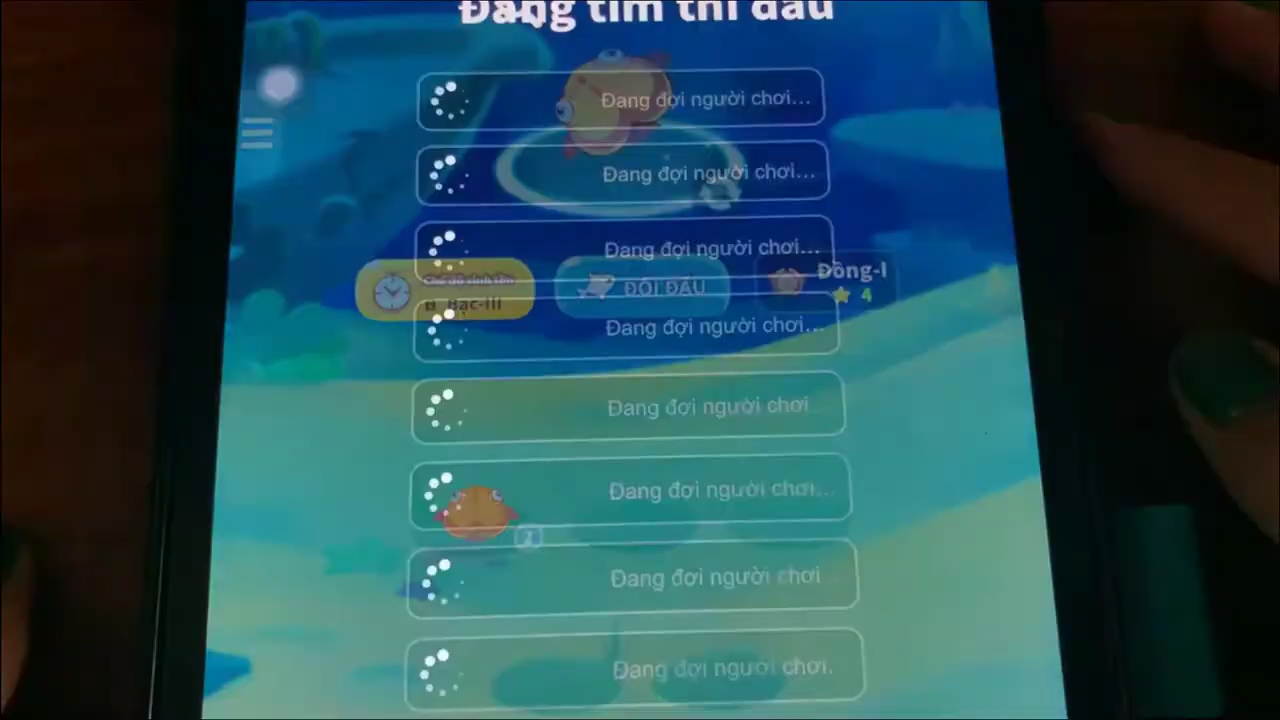 Đang tìm thi đấu
Đang đợi người chơi...
Đang đợi người chơi...
Đang đợi người chơi...
Đồng-I
ĐỐI ĐẦU
4
Bạc-III
Đang đợi người chơi...
Đang đợi người chơi
Đang đợi người chơi...
2
Đang đợi người chơi
Đang đợi người chơi.